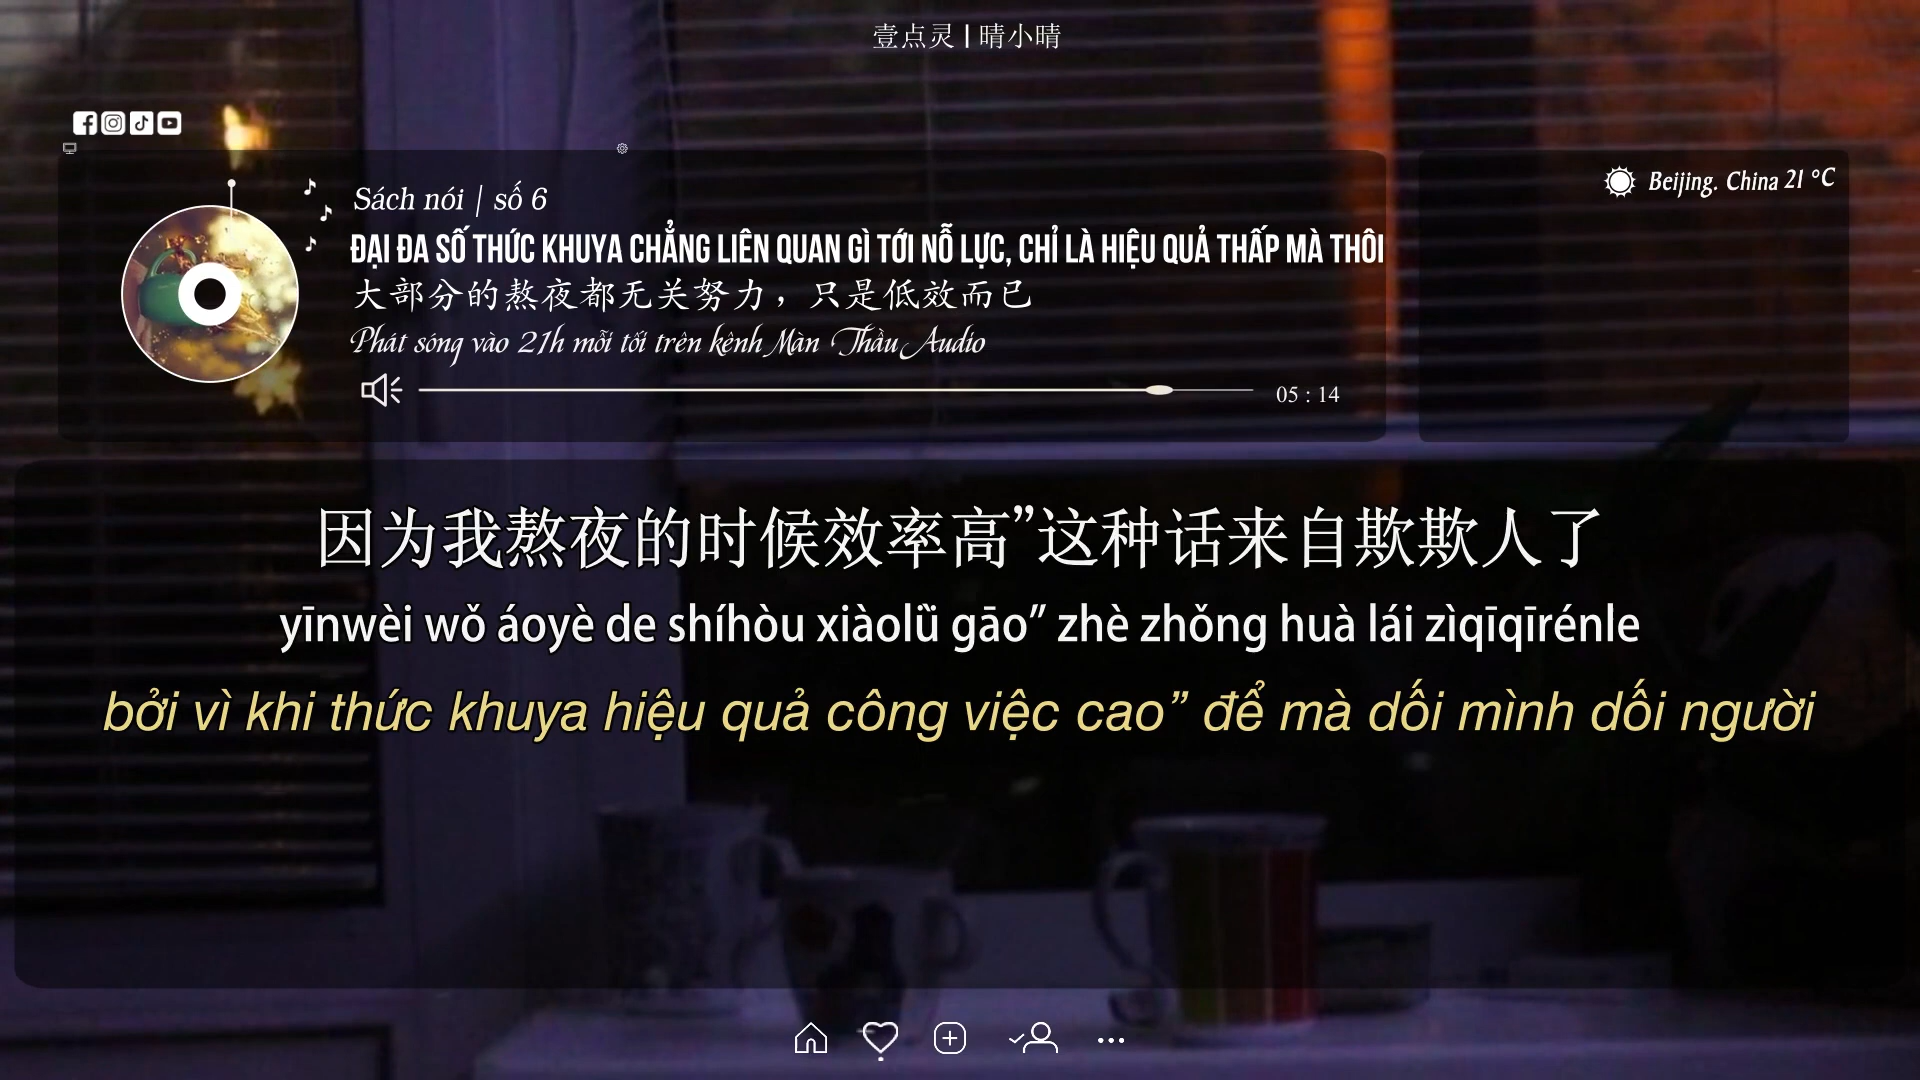 壹点灵 | 晴小晴
Beijing. China 21 °C
Sách nói | số 6
ĐẠI ĐA SỐ THỨC KHUYA CHẲNG LIÊN QUAN GÌ TỚI NỖ LỰC, CHỈ LÀ HIỆU QUẢ THẤP MÀ THÔI
大部分的熬夜都无关努力，只是低效而已
Phát sóng vào 21h mỗi tối trên kênh Màn Thầu Audio
05 : 14
因为我熬夜的时候效率高”这种话来自欺欺人了
yīnwèi wǒ áoyè de shíhòu xiàolǜ gāo” zhè zhǒng huà lái zìqīqīrénle
bởi vì khi thức khuya hiệu quả công việc cao” để mà dối mình dối người